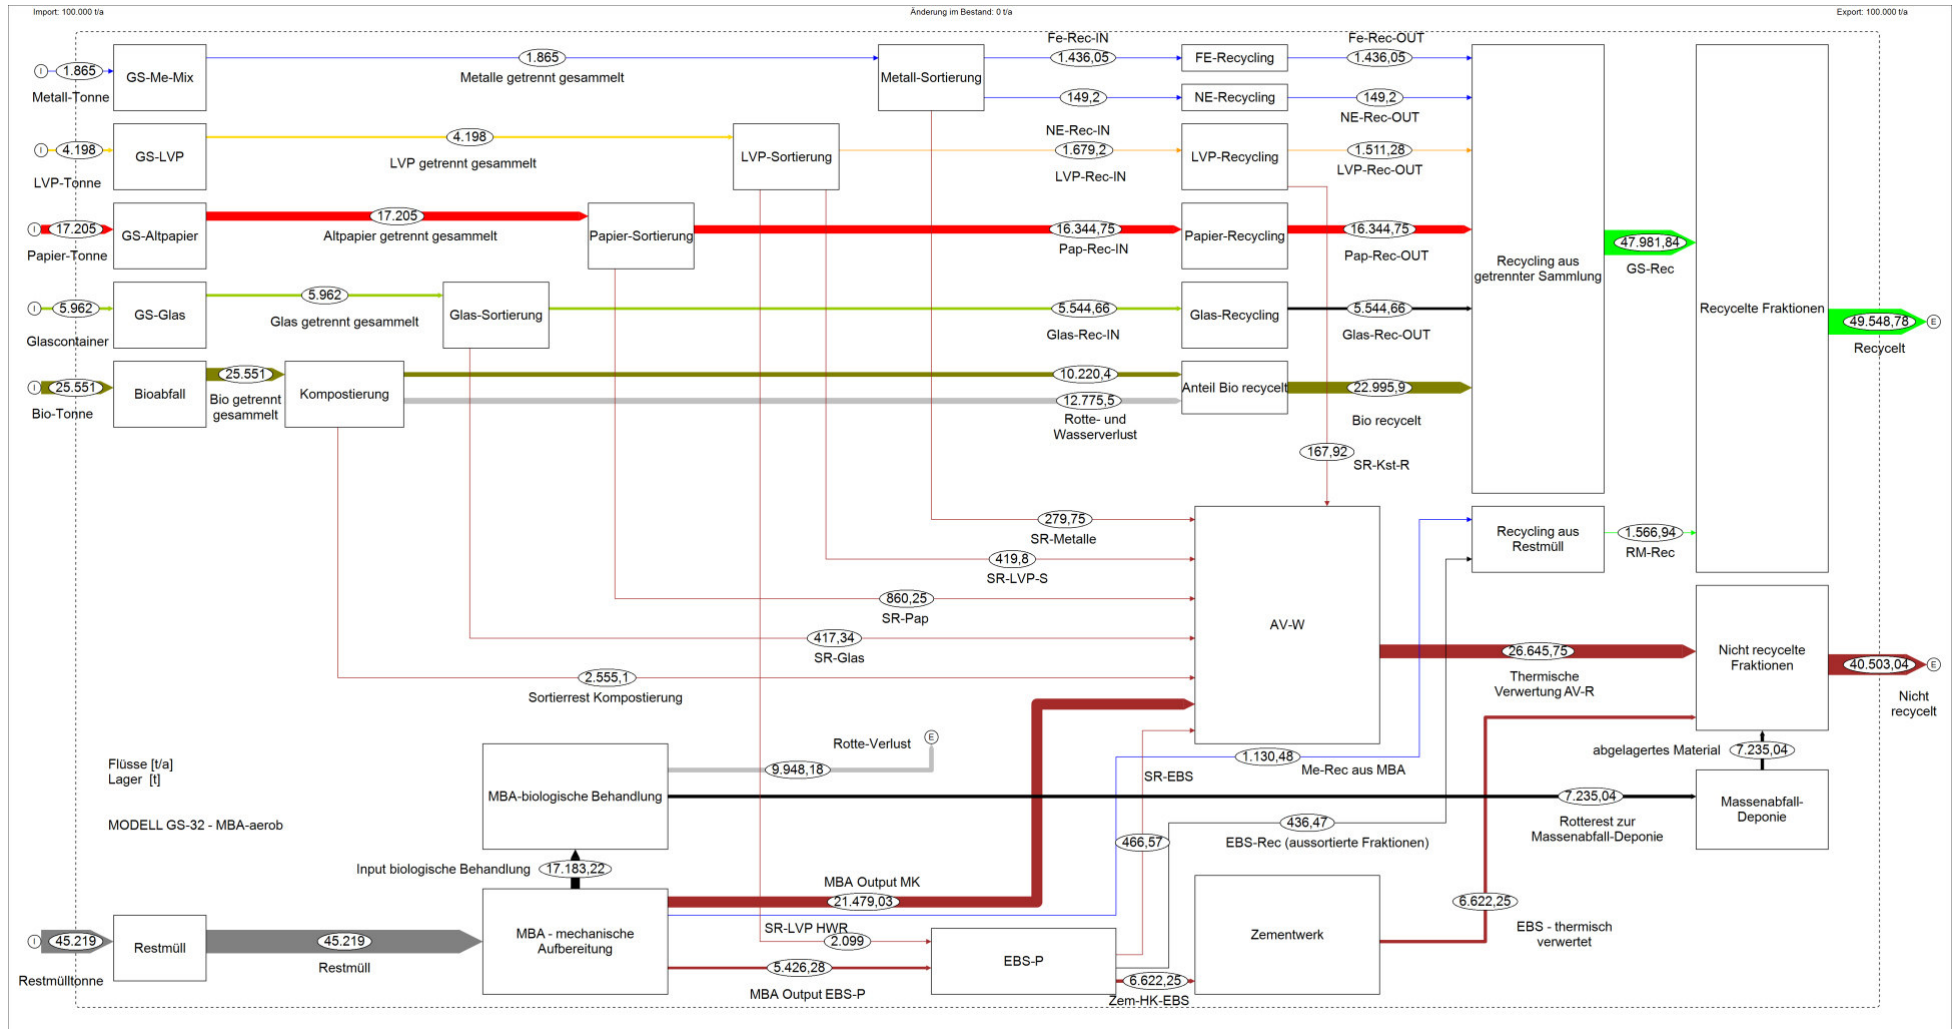 Import: 100.000 t/a
Änderung im Bestand: 0 t/a
Export: 100.000 t/a
Fe-Rec-IN
Fe-Rec-OUT
I
1.865
Metall-Tonne
GS-Me-Mix
1.865
Metalle getrennt gesammelt
Metall-Sortierung
1.436,05
FE-Recycling
1.436,05
149,2
NE-Recycling
149,2
NE-Rec-OUT
NE-Rec-IN
I
4.198
LVP-Tonne
GS-LVP
4.198
LVP getrennt gesammelt
LVP-Sortierung
1.679,2
LVP-Rec-IN
LVP-Recycling
1.511,28
LVP-Rec-OUT
I
17.205
Papier-Tonne
GS-Altpapier
17.205
Altpapier getrennt gesammelt
Papier-Sortierung
16.344,75
Pap-Rec-IN
Papier-Recycling
16.344,75
Pap-Rec-OUT
Recycling aus
getrennter Sammlung
47.981,84
GS-Rec
I
5.962
Glascontainer
GS-Glas
5.962
Glas getrennt gesammelt
Glas-Sortierung
5.544,66
Glas-Rec-IN
Glas-Recycling
5.544,66
Glas-Rec-OUT
Recycelte Fraktionen
49.548,78
E
Recycelt
I
25.551
Bio-Tonne
Bioabfall
25.551
Bio getrennt
gesammelt
Kompostierung
10.220,4
12.775,5
Rotte- und
Wasserverlust
Anteil Bio recycelt
22.995,9
Bio recycelt
167,92
SR-Kst-R
279,75
SR-Metalle
419,8
SR-LVP-S
860,25
SR-Pap
417,34
SR-Glas
2.555,1
Sortierrest Kompostierung
AV-W
Recycling aus
Restmüll
1.566,94
RM-Rec
26.645,75
Thermische
Verwertung AV-R
Nicht recycelte
Fraktionen
40.503,04
E
Nicht
recycelt
Flüsse [t/a]
Lager [t]
MODELL GS-32 - MBA-aerob
MBA-biologische Behandlung
Rotte-Verlust
E
9.948,18
SR-EBS
1.130,48
Me-Rec aus MBA
abgelagertes Material
7.235,04
7.235,04
Rotterest zur
Massenabfall-Deponie
Massenabfall-
Deponie
Input biologische Behandlung
17.183,22
466,57
436,47
EBS-Rec (aussortierte Fraktionen)
MBA Output MK
21.479,03
I
45.219
Restmülltonne
Restmüll
45.219
Restmüll
MBA - mechanische
Aufbereitung
SR-LVP HWR
2.099
5.426,28
MBA Output EBS-P
EBS-P
6.622,25
Zem-HK-EBS
Zementwerk
6.622,25
EBS - thermisch
verwertet